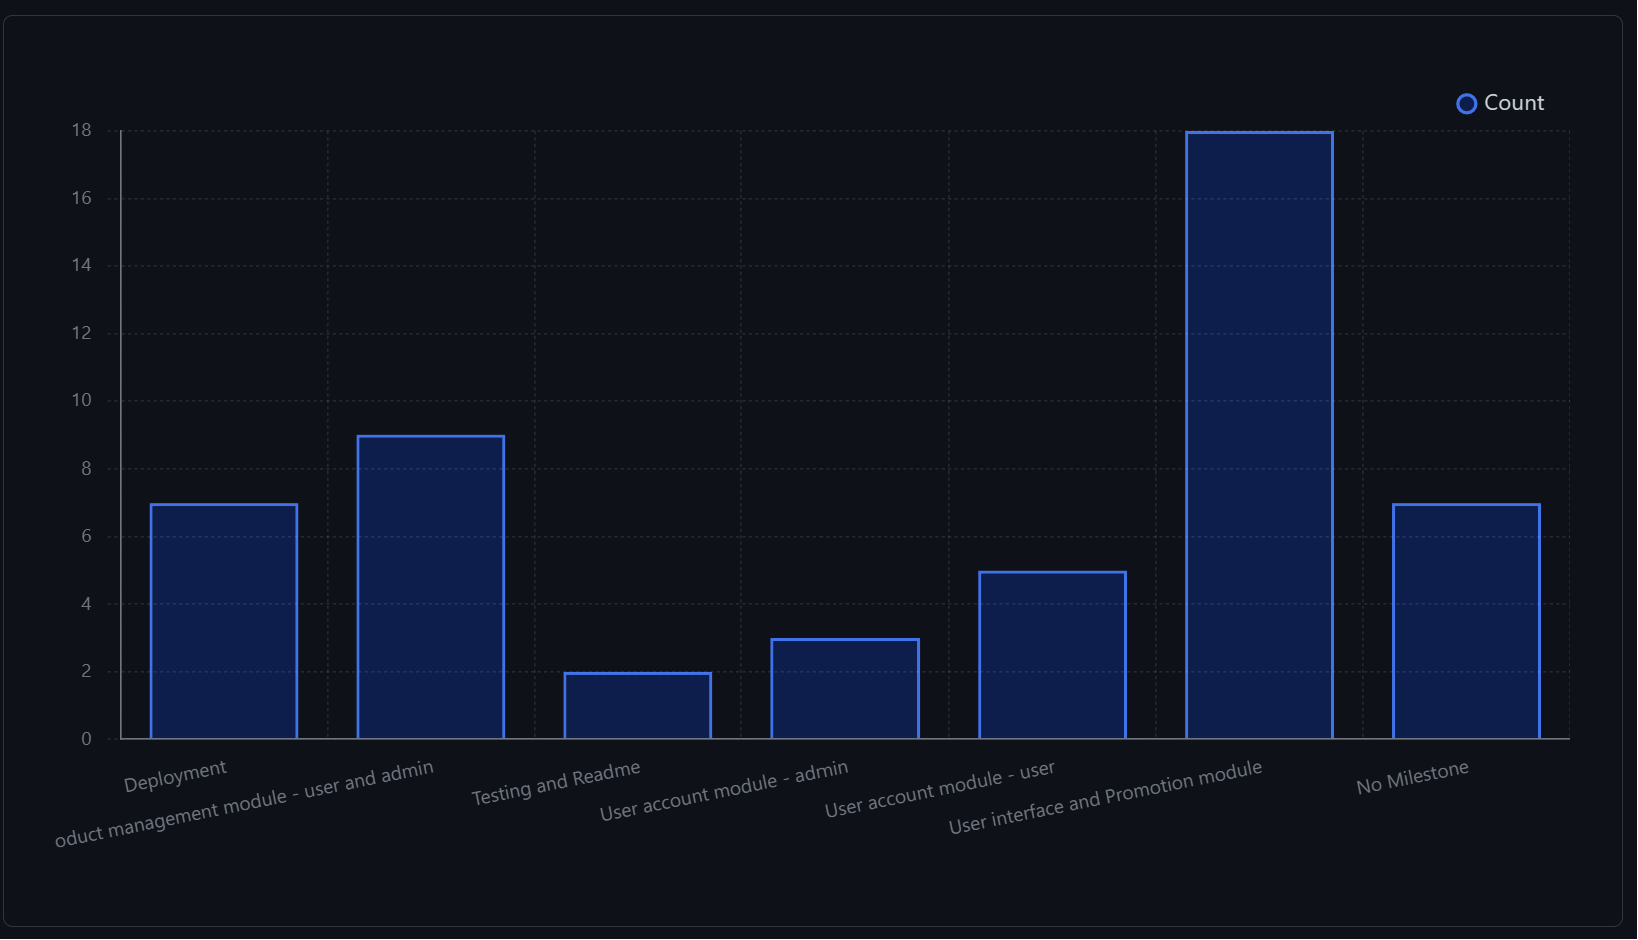 Count
18
16
14
12
10
8
6
4
2
0
Deployment
oduct management module - user and admin
Testing and Readme
User account module - admin
User account module - user
User interface and Promotion module
No Milestone